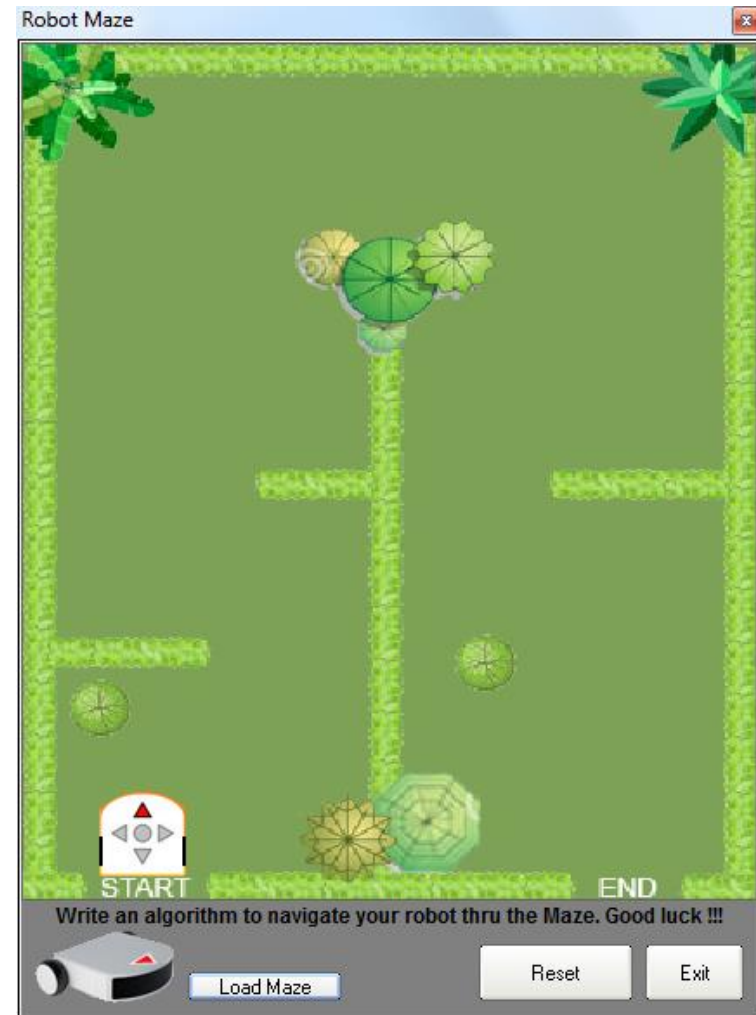 Robot Maze
START
END
Write an algorithm to navigate your robot thru the Maze. Good luck !!!
Load Maze
Reset
Exit